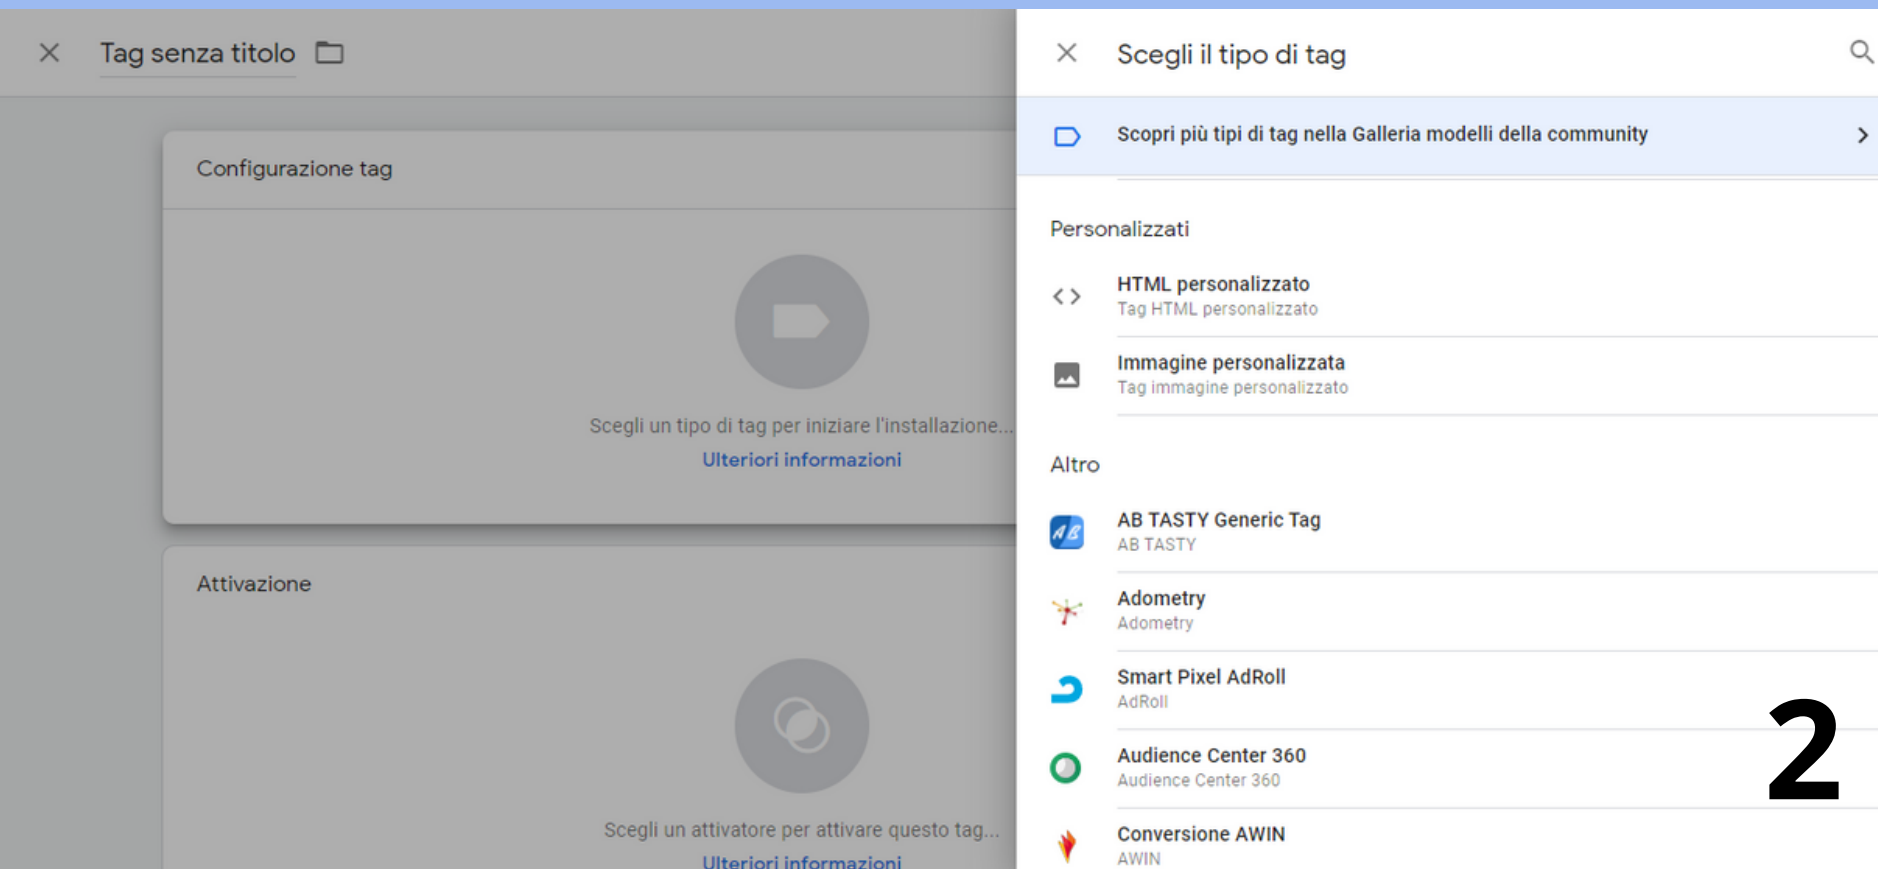 Tag senza titolo
Configurazione tag
Scegli un tipo di tag per iniziare l'installazione...
Ulteriori informazioni
Attivazione
Scegli un attivatore per attivare questo tag...
Ulteriori informazioni
Scegli il tipo di tag
Scopri più tipi di tag nella Galleria modelli della community
Personalizzati
HTML personalizzato
Tag HTML personalizzato
Immagine personalizzata
Tag immagine personalizzato
Altro
AB
AB TASTY Generic Tag
AB TASTY
Adometry
Adometry
Smart Pixel AdRoll
AdRoll
Audience Center 360
Audience Center 360
Conversione AWIN
AWIN
2